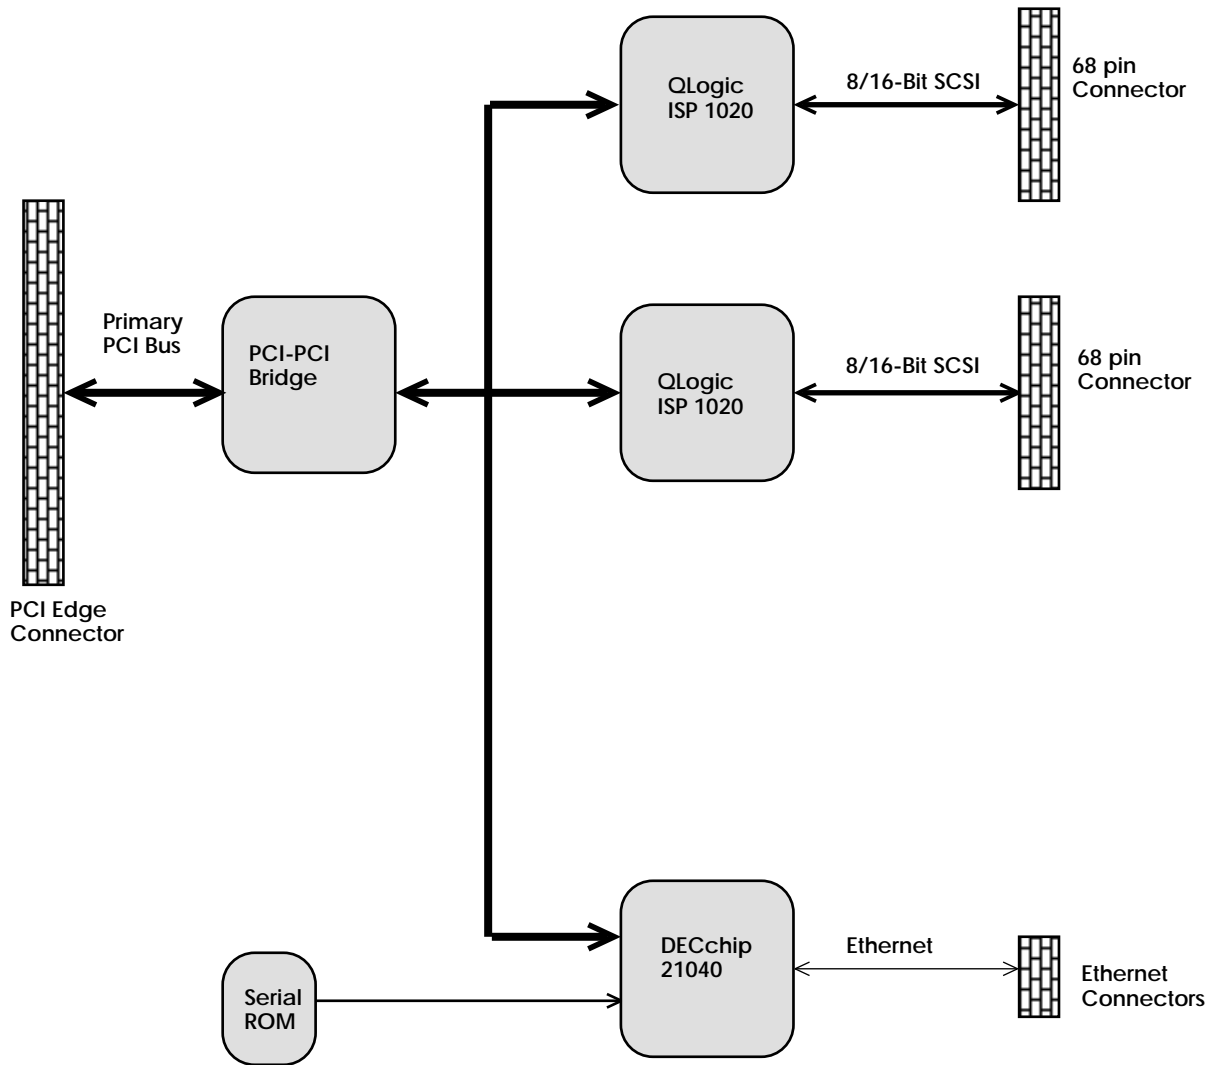 QLogic
ISP 1020
8/16-Bit SCSI
68 pin
Connector
Primary
PCI Bus
PCI-PCI
Bridge
QLogic
ISP 1020
8/16-Bit SCSI
68 pin
Connector
PCI Edge
Connector
DECchip
21040
Ethernet
Ethernet
Connectors
Serial
ROM